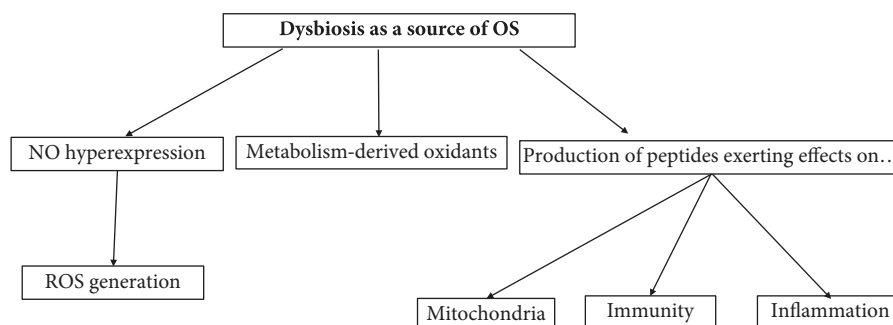 Dysbiosis as a source of OS
NO hyperexpression
Metabolism-derived oxidants
Production of peptides exerting effects on…
ROS generation
Mitochondria
Immunity
Inflammation